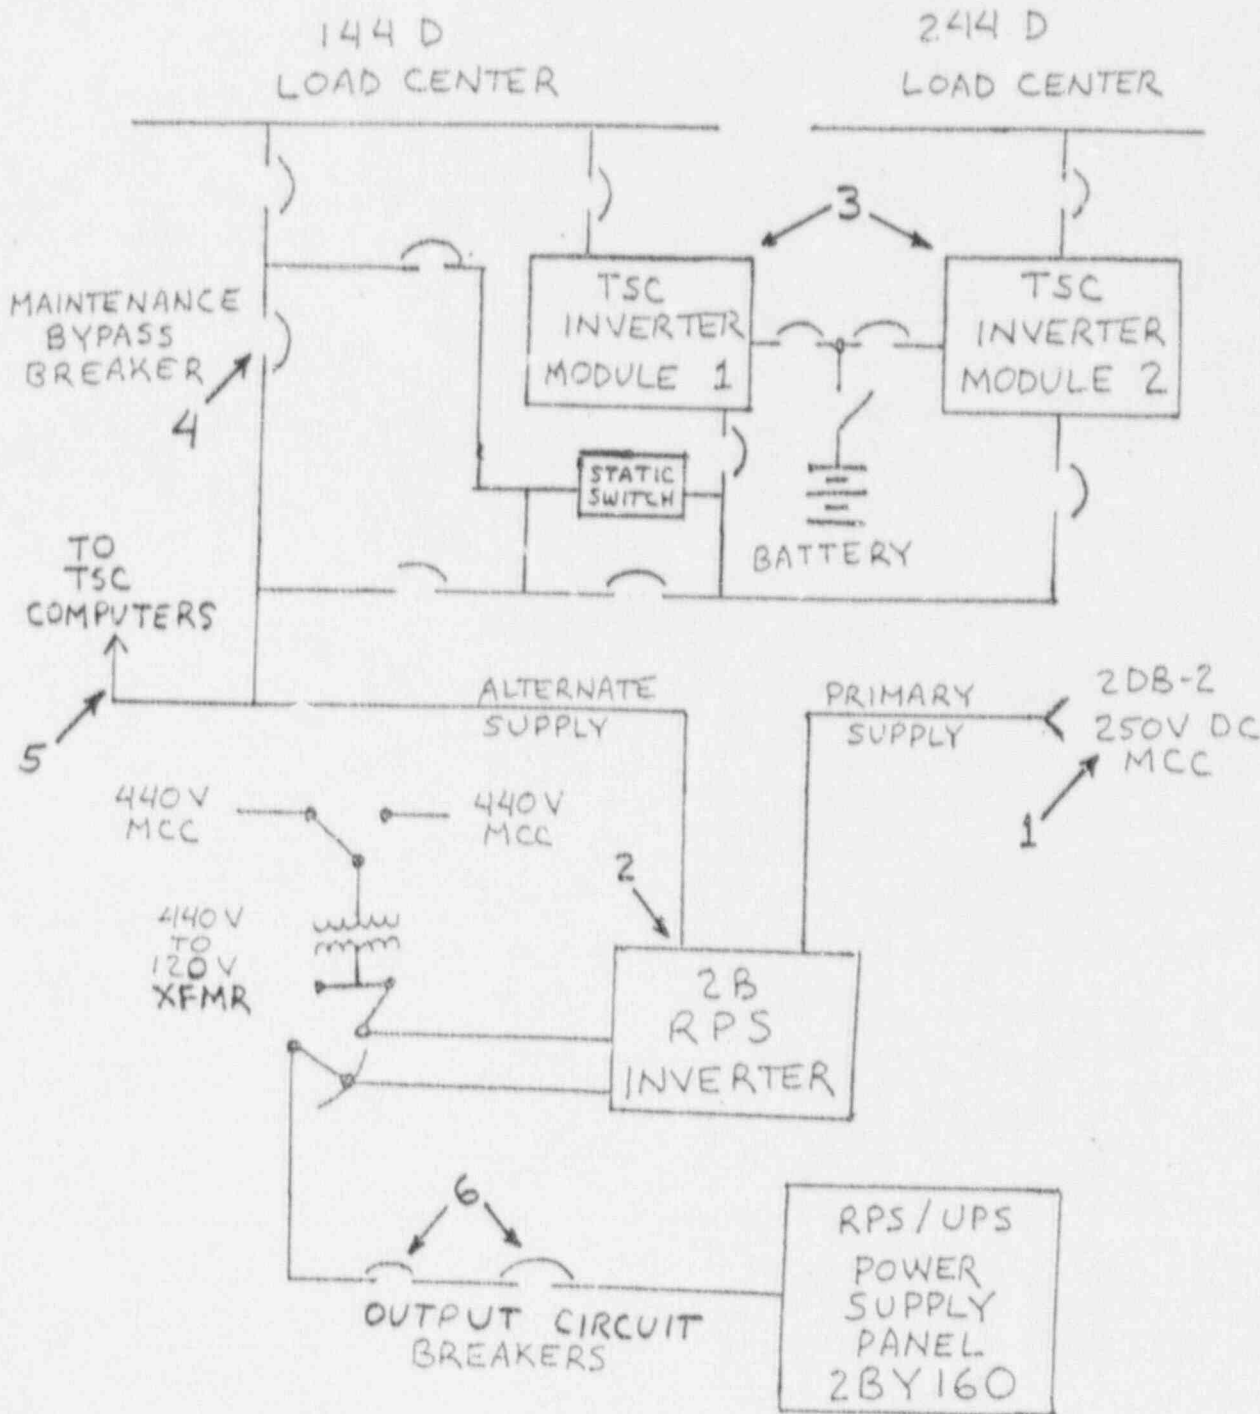 144 D
LOAD CENTER
244 D
LOAD CENTER
3
MAINTENANCE
BYPASS
BREAKER
4
TSC
INVERTER
MODULE 1
TSC
INVERTER
MODULE 2
STATIC
SWITCH
BATTERY
TO
TSC
COMPUTERS
5
ALTERNATE
SUPPLY
PRIMARY
SUPPLY
2DB-2
250V DC
MCC
1
440V
MCC
440V
MCC
2
440V
TO
120V
XFMR
2B
RPS
INVERTER
6
OUTPUT CIRCUIT
BREAKERS
RPS/UPS
POWER
SUPPLY
PANEL
2BY160